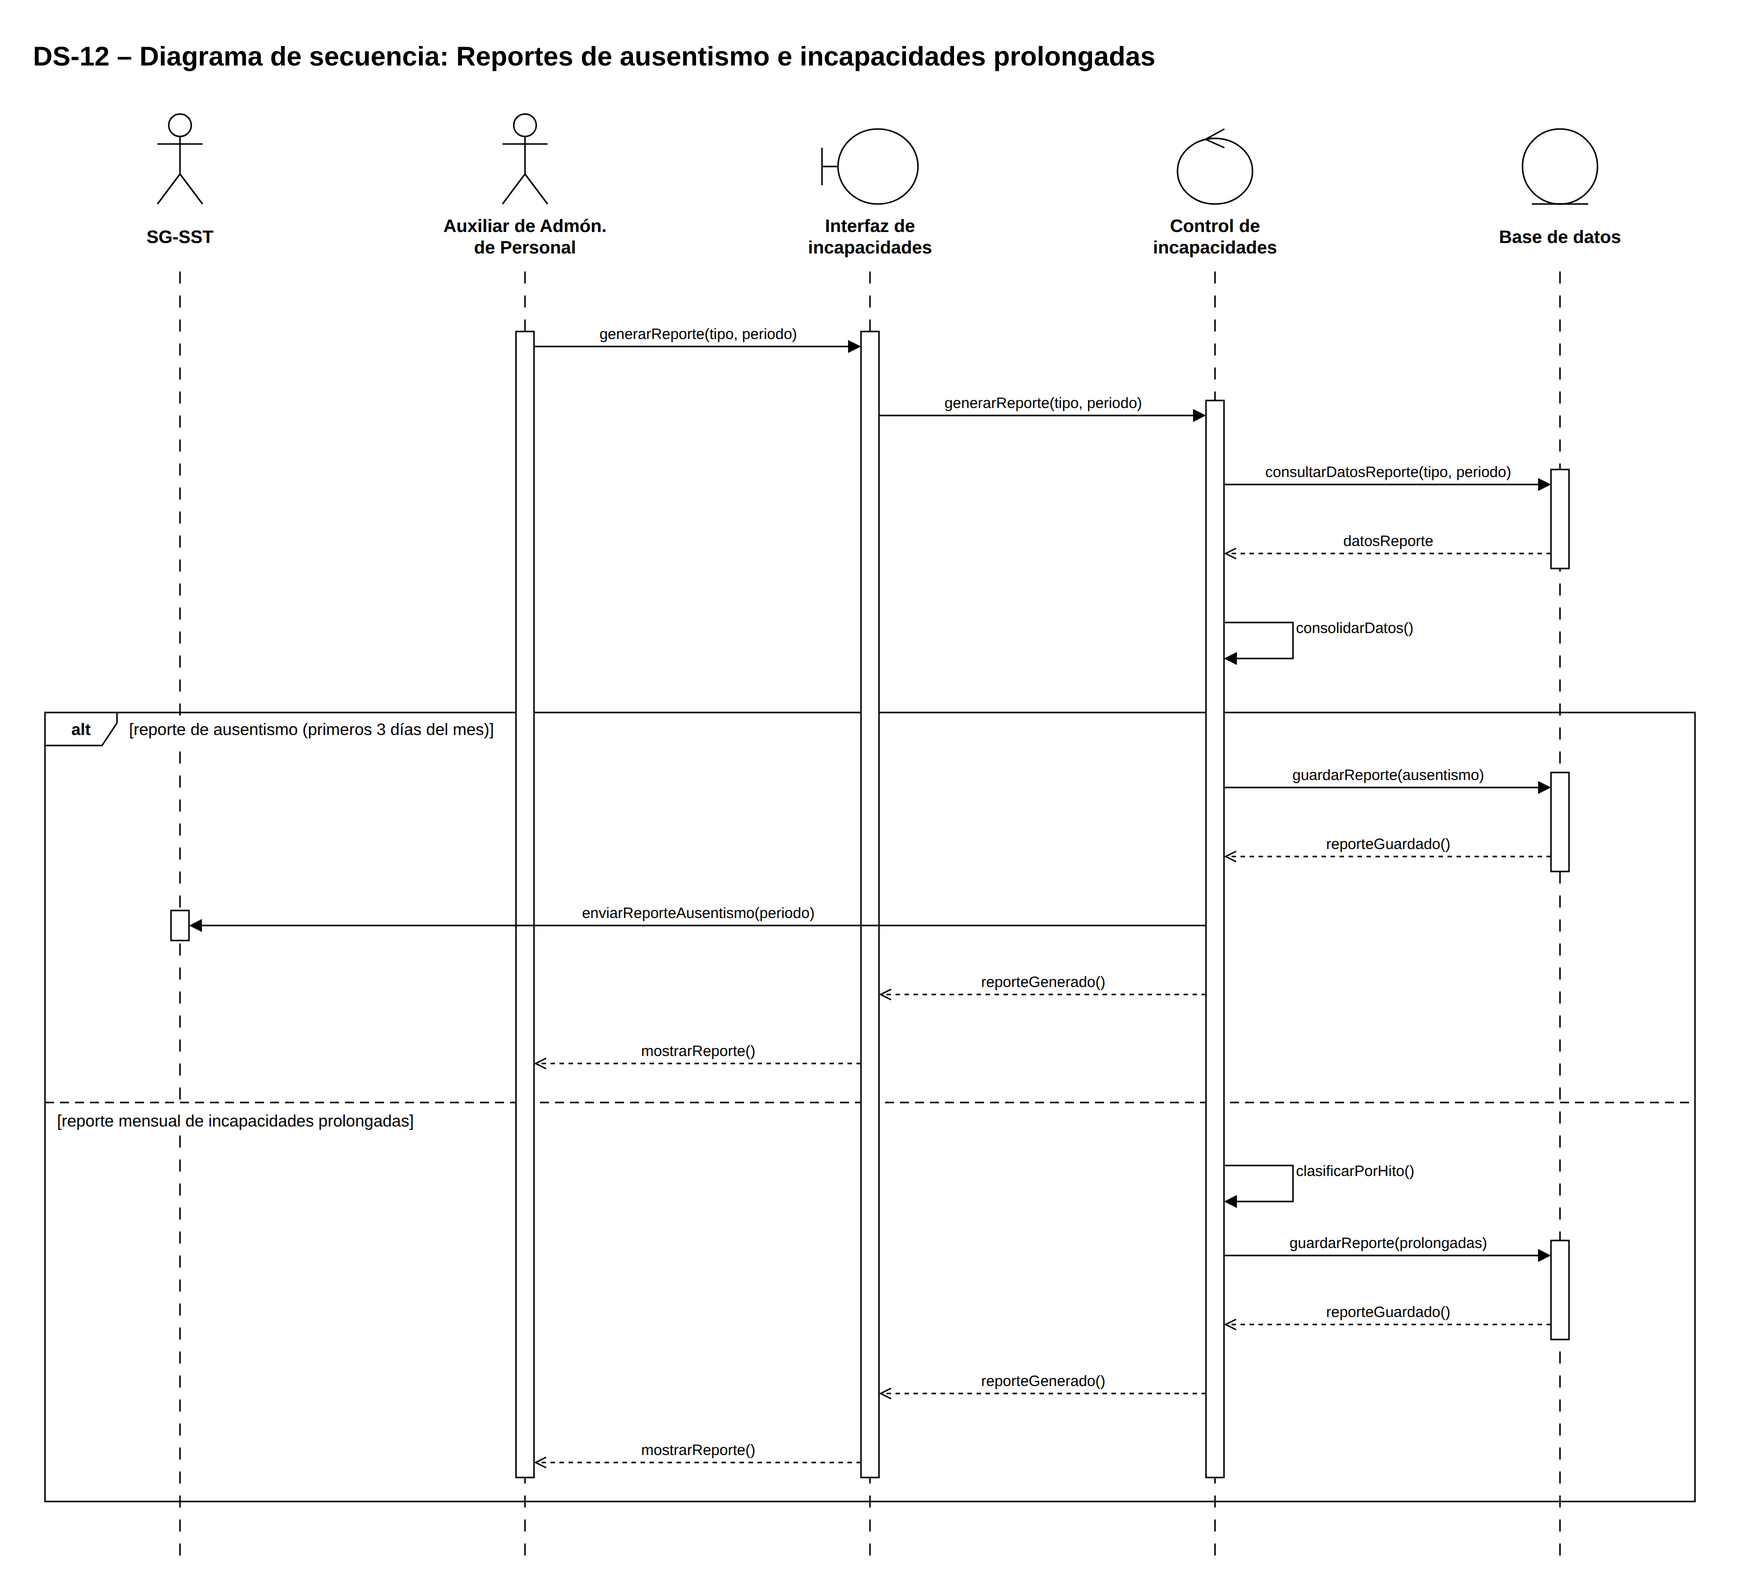 DS-12 – Diagrama de secuencia: Reportes de ausentismo e incapacidades prolongadas
SG-SST
Auxiliar de Admón.
de Personal
Interfaz de
incapacidades
Control de
incapacidades
Base de datos
generarReporte(tipo, periodo)
generarReporte(tipo, periodo)
consultarDatosReporte(tipo, periodo)
datosReporte
consolidarDatos()
alt
[reporte de ausentismo (primeros 3 días del mes)]
guardarReporte(ausentismo)
reporteGuardado()
enviarReporteAusentismo(periodo)
reporteGenerado()
mostrarReporte()
[reporte mensual de incapacidades prolongadas]
clasificarPorHito()
guardarReporte(prolongadas)
reporteGuardado()
reporteGenerado()
mostrarReporte()